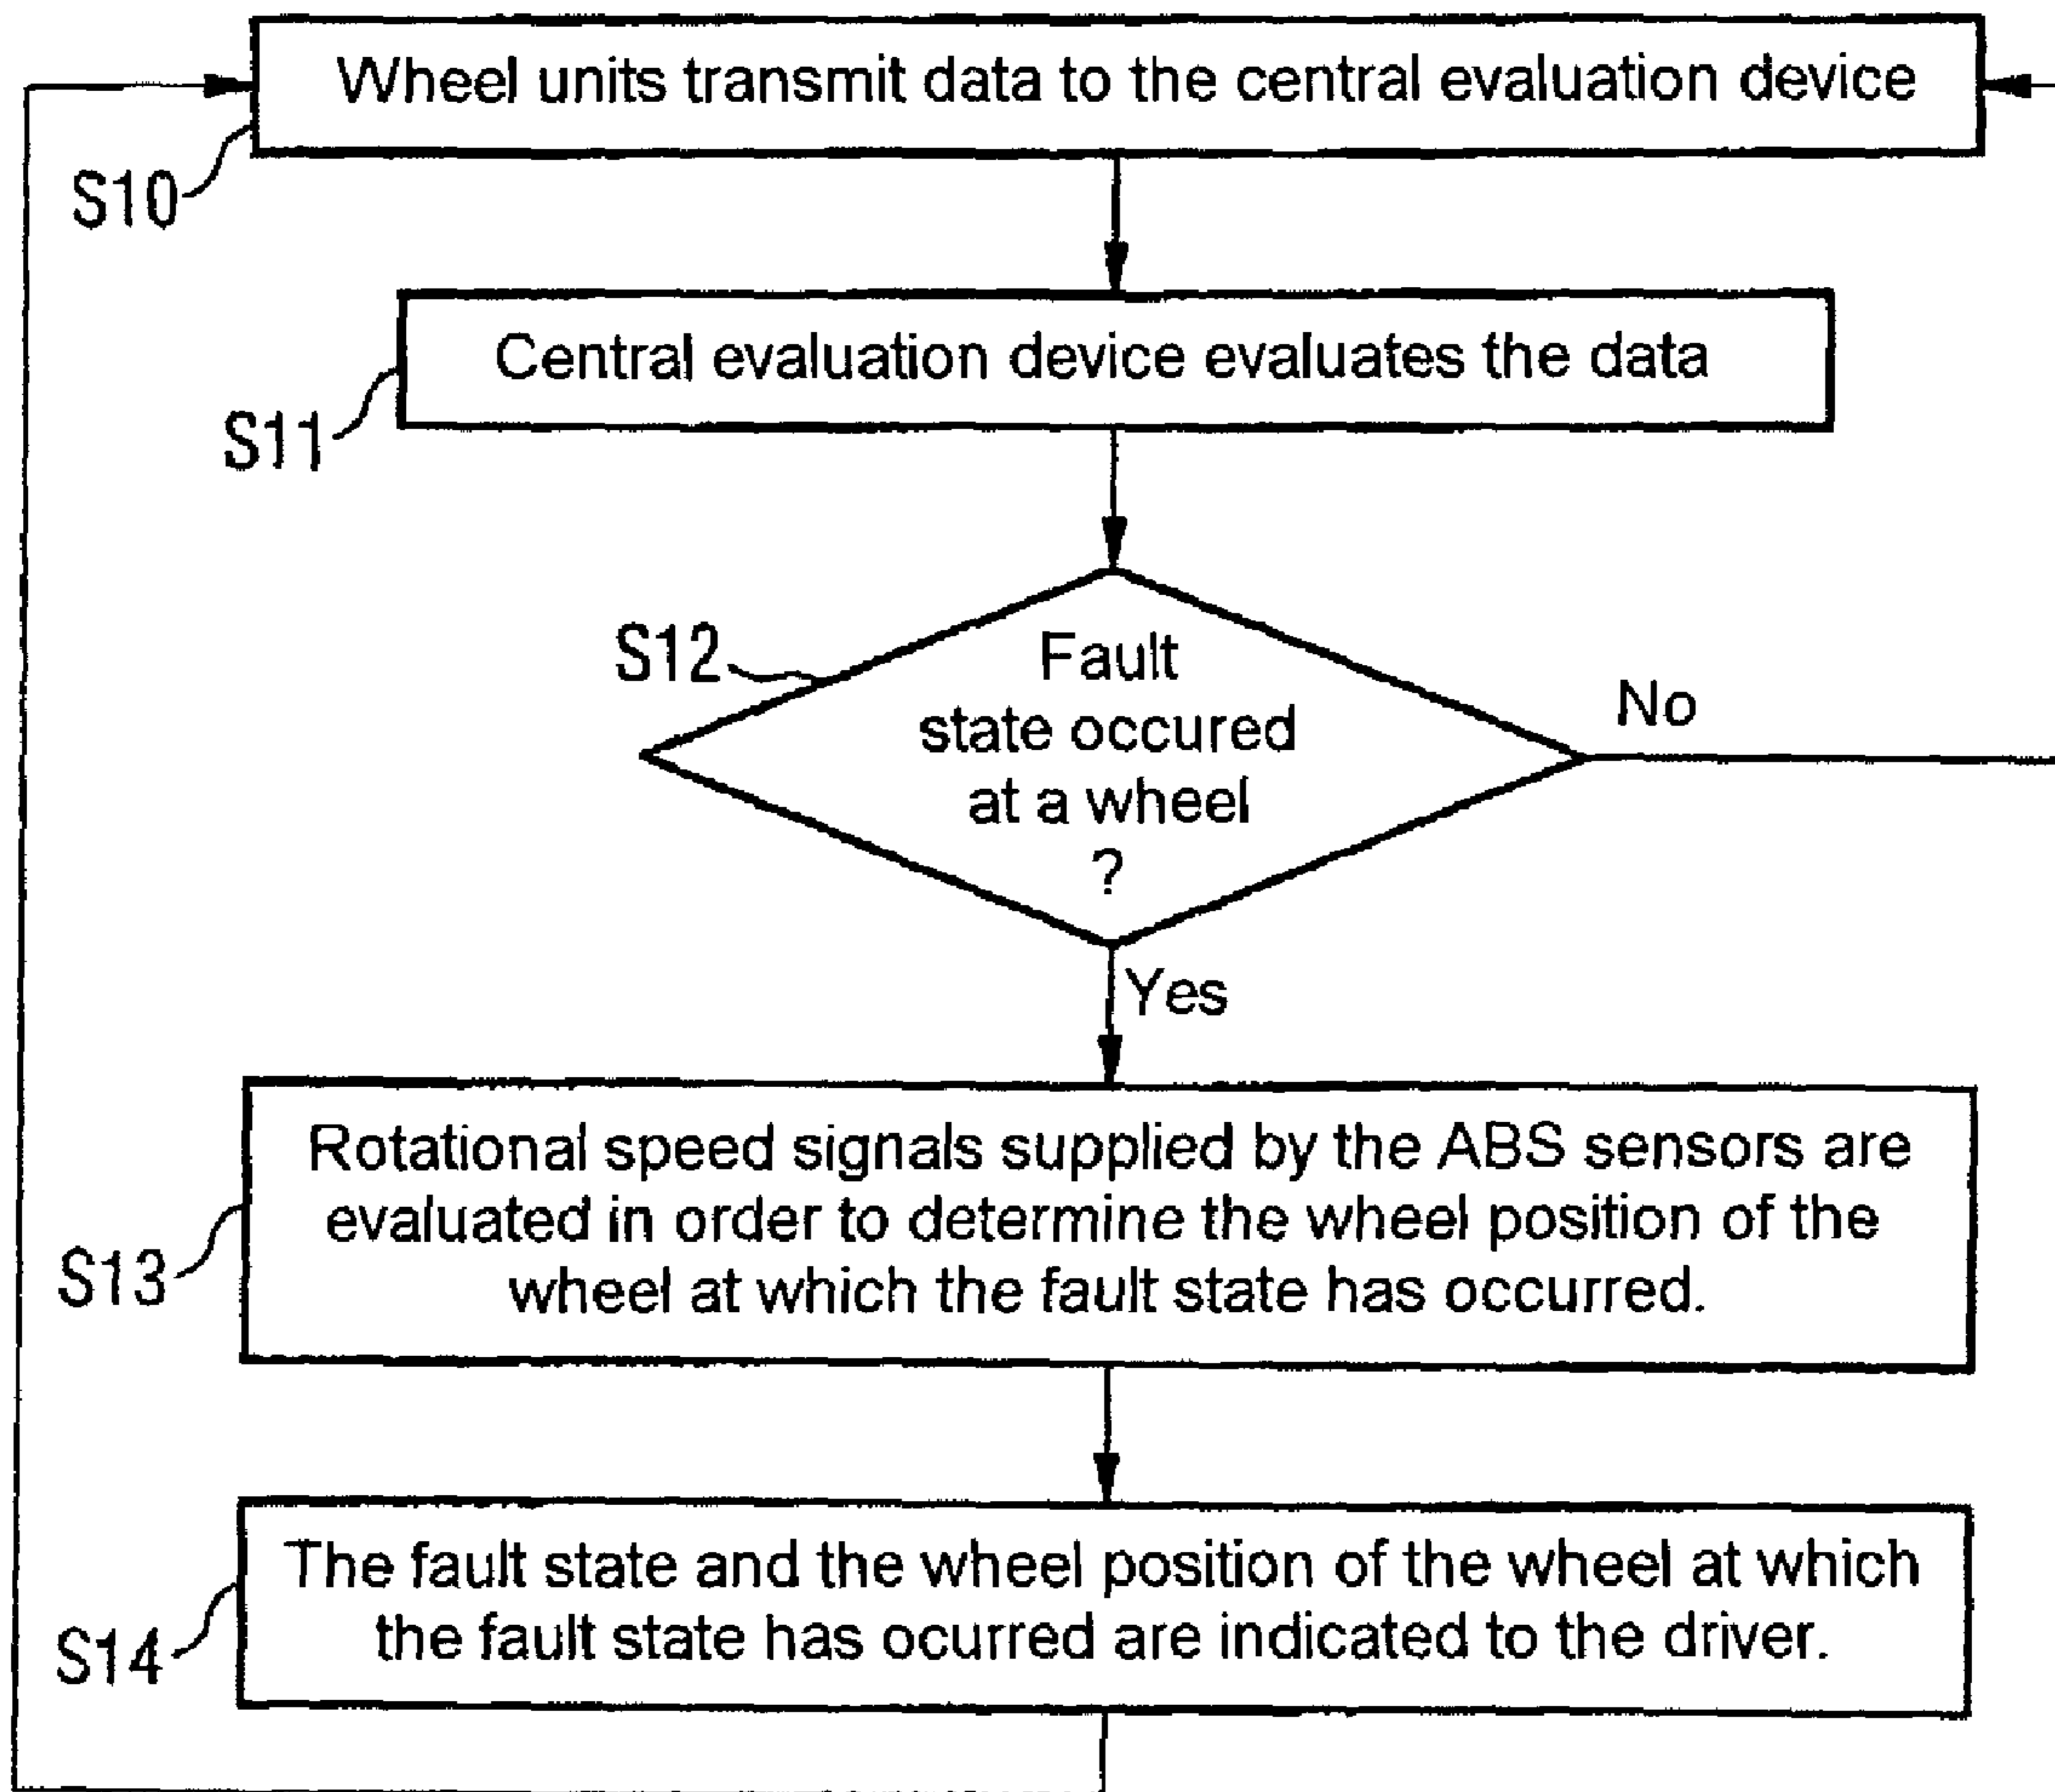 Wheel units transmit data to the central evaluation device
S10
Central evaluation device evaluates the data
S11
S12
Fault
state occured
at a wheel
?
No
Yes
Rotational speed signals supplied by the ABS sensors are
evaluated in order to determine the wheel position of the
wheel at which the fault state has occurred.
S13
The fault state and the wheel position of the wheel at which
the fault state has ocurred are indicated to the driver.
S14